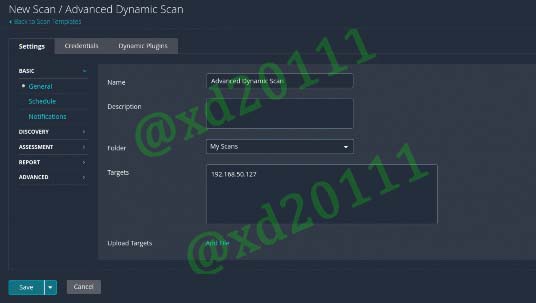 New Scan / Advanced Dynamic Scan
Back to Scan Templates
Settings Credentials Dynamic Plugins
BASIC
General
Schedule
Notifications
DISCOVERY
ASSESSMENT
REPORT
ADVANCED
Name Advanced Dynamic Scan
Description
Folder My Scans
Targets 192.168.50.127
Upload Targets Add File
Save Cancel
@xd20111
@xd20111